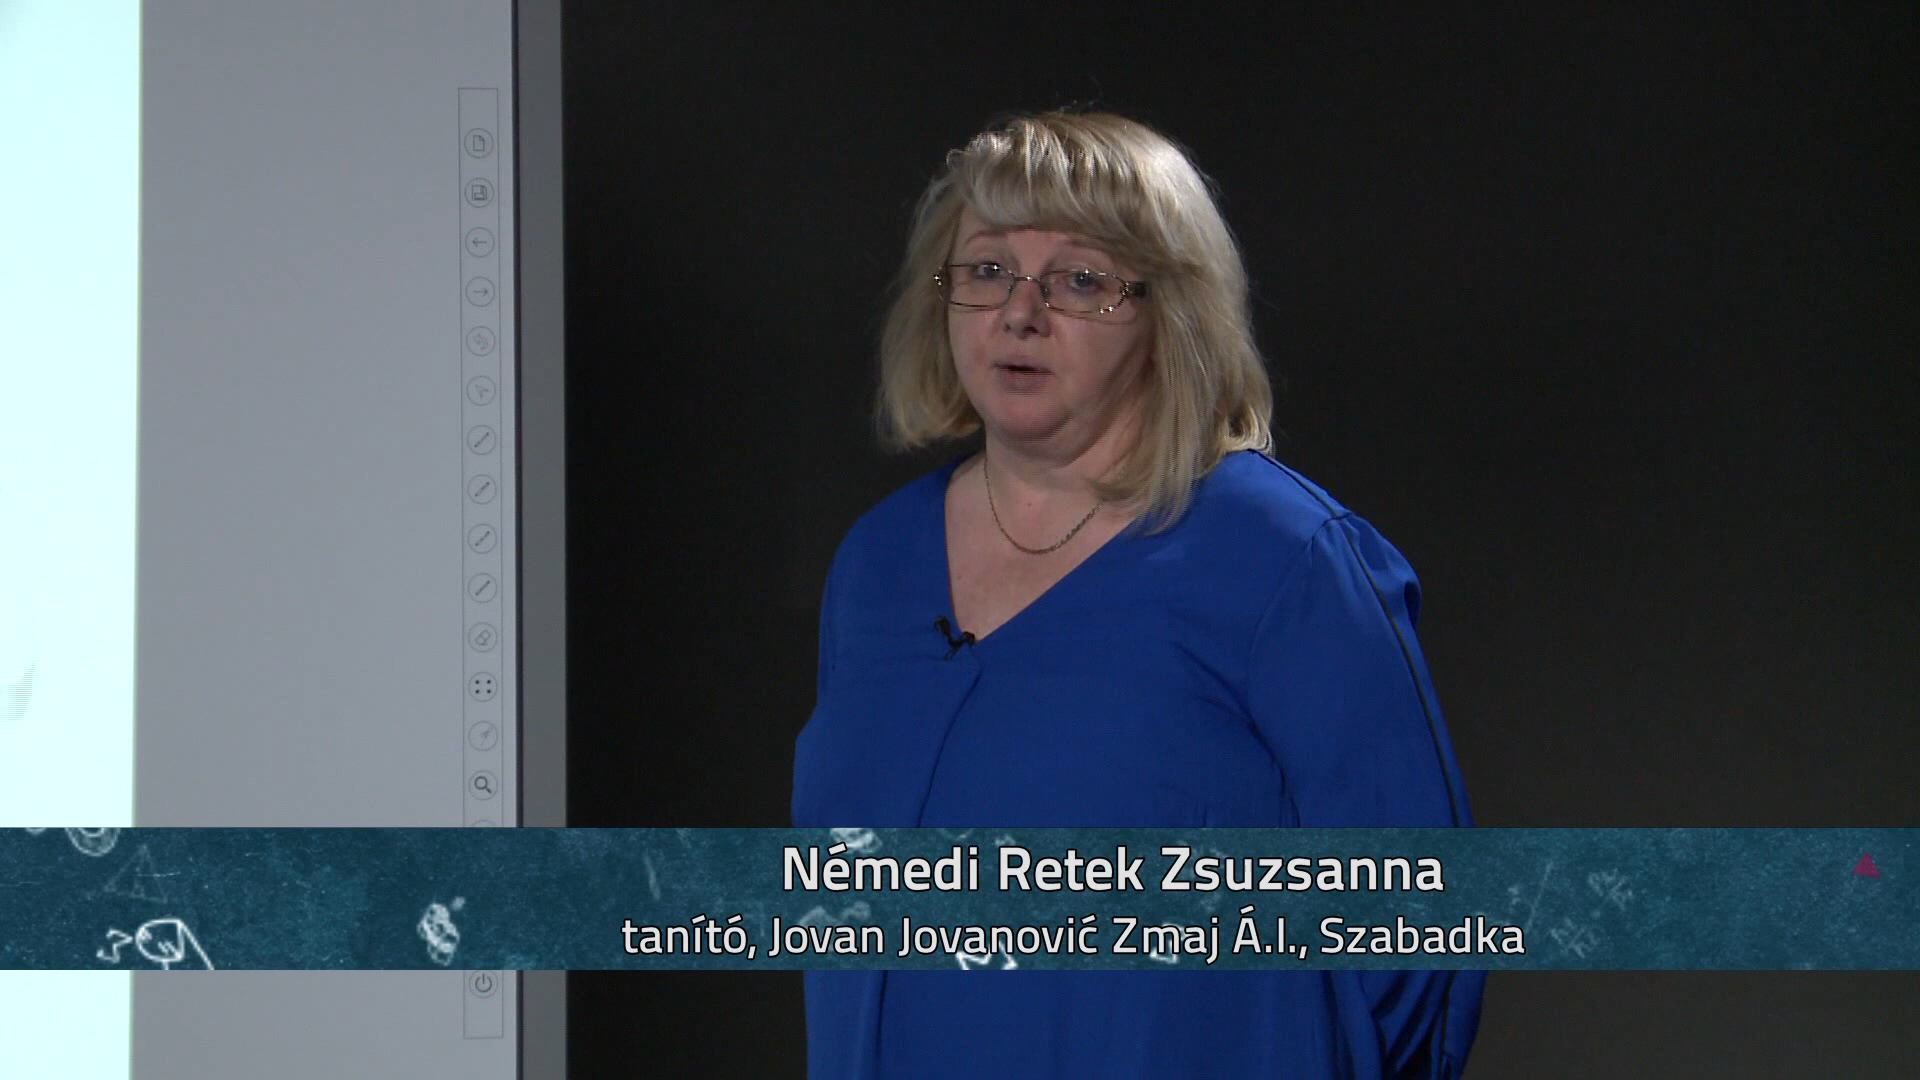 Némedi Retek Zsuzsanna
tanító, Jovan Jovanović Zmaj Á.I., Szabadka